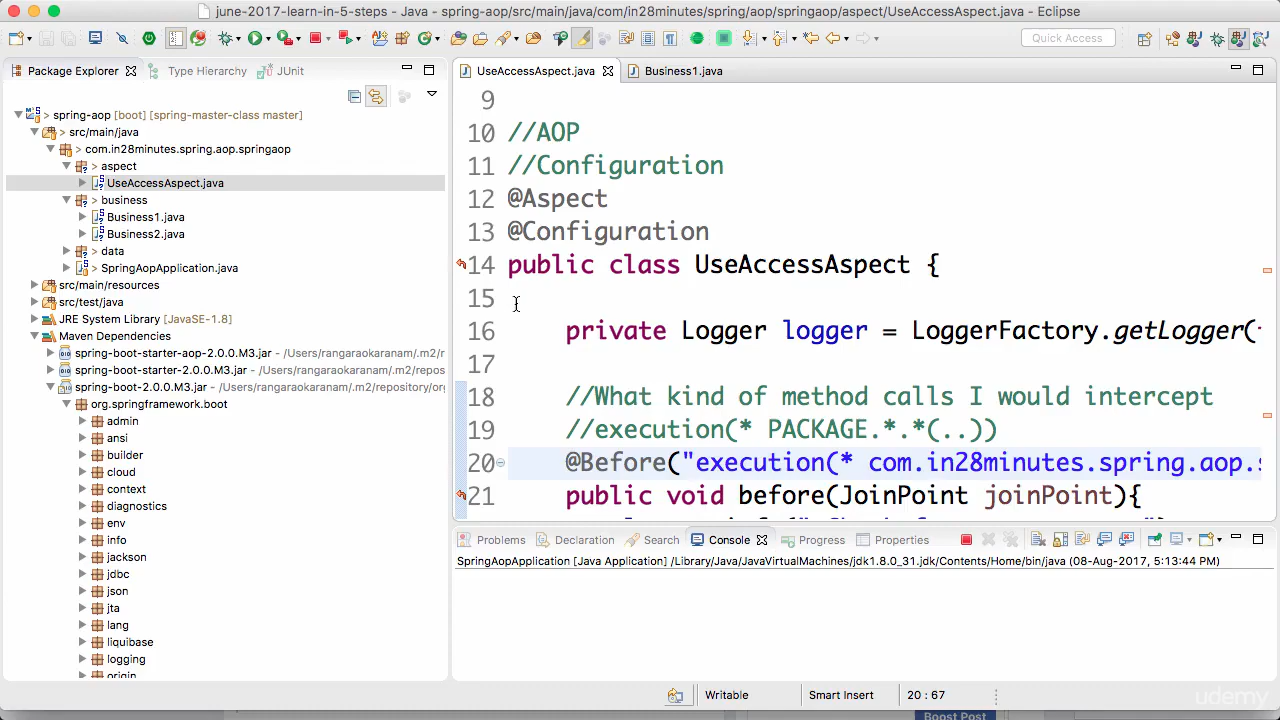 june-2017-learn-in-5-steps - Java - spring-aop/src/main/java/com/in28minutes/spring/aop/springaop/aspect/UseAccessAspect.java - Eclipse
Quick Access
Package Explorer
Type Hierarchy
JUnit
> spring-aop [boot] [spring-master-class master]
> src/main/java
> com.in28minutes.spring.aop.springaop
> aspect
> UseAccessAspect.java
> business
> Business1.java
> Business2.java
> data
> SpringAopApplication.java
src/main/resources
src/test/java
JRE System Library [JavaSE-1.8]
Maven Dependencies
spring-boot-starter-aop-2.0.0.M3.jar - /Users/rangaraokaranam/.m2/r
spring-boot-starter-2.0.0.M3.jar - /Users/rangaraokaranam/.m2/repos
spring-boot-2.0.0.M3.jar - /Users/rangaraokaranam/.m2/repository/org
org.springframework.boot
admin
ansi
builder
cloud
context
diagnostics
env
info
jackson
jdbc
json
jta
lang
liquibase
logging
origin
UseAccessAspect.java
Business1.java
9
10 //AOP
11 //Configuration
12 @Aspect
13 @Configuration
14 public class UseAccessAspect {
15
16 private Logger logger = LoggerFactory.getLogger(
17
18 //What kind of method calls I would intercept
19 //execution(* PACKAGE.*.*(..))
20 @Before("execution(* com.in28minutes.spring.aop.s
21 public void before(JoinPoint joinPoint){
Problems
Declaration
Search
Console
Progress
Properties
SpringAopApplication [Java Application] /Library/Java/JavaVirtualMachines/jdk1.8.0_31.jdk/Contents/Home/bin/java (08-Aug-2017, 5:13:44 PM)
Writable
Smart Insert
20 : 67
udemy
Boost Post